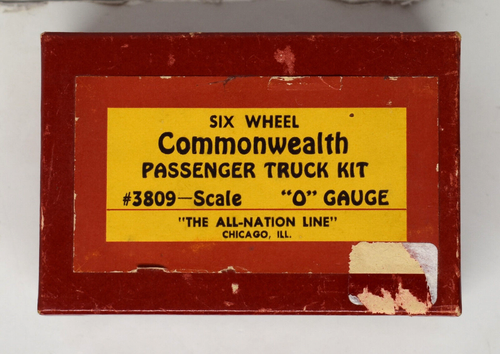 SIX WHEEL
Commonwealth
PASSENGER TRUCK KIT
#3809—Scale "O" GAUGE
"THE ALL-NATION LINE"
CHICAGO, ILL.